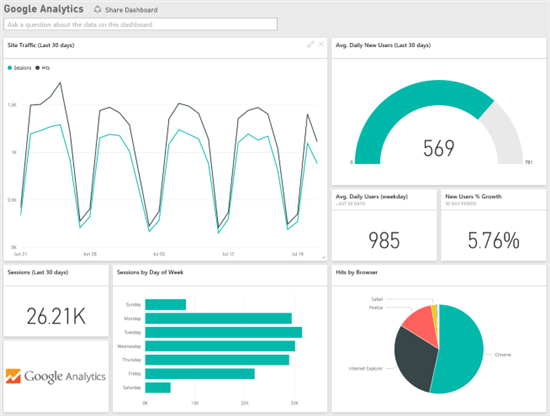 Google Analytics
Share Dashboard
Ask a question about the data on this dashboard
Site Traffic (Last 30 days)
Sessions
Hits
1.5K
1K
0.5K
0K
Jun 21
Jun 28
Jul 05
Jul 12
Jul 19
Avg. Daily New Users (Last 30 days)
569
0
781
Avg. Daily Users (weekday)
LAST 30 DAYS
985
New Users % Growth
30 DAY PERIOD
5.76%
Sessions (Last 30 days)
26.21K
Google Analytics
Sessions by Day of Week
Sunday
Monday
Tuesday
Wednesday
Thursday
Friday
Saturday
0K
10K
20K
30K
Hits by Browser
Safari
Firefox
Internet Explorer
Chrome